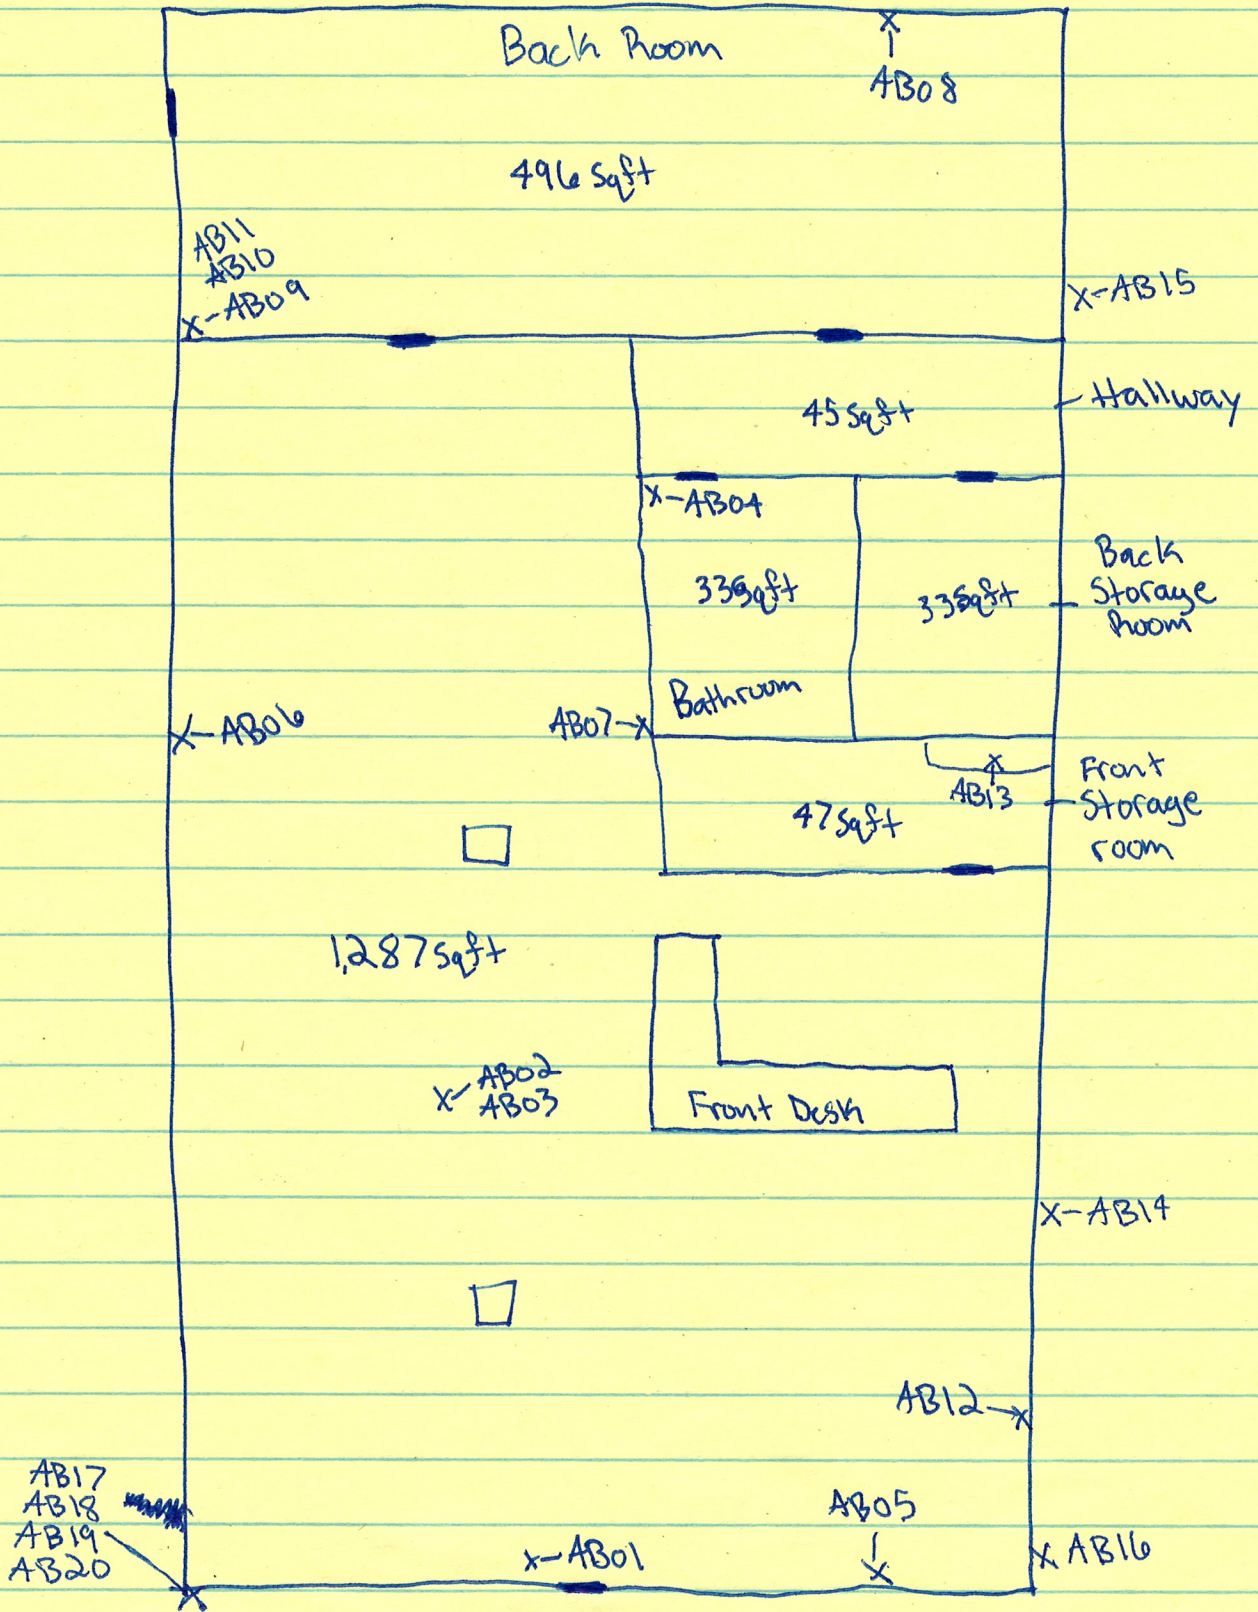 Back Room
AB08
496 Sqft
AB11
AB10
X-AB09
X-AB15
45 Sqft
Hallway
X-AB04
33 Sqft
33 Sqft
Back
Storage
Room
Bathroom
AB07-X
X-AB06
AB13
Front
Storage
room
47 Sqft
1,287 Sqft
X-AB02
AB03
Front Desk
X-AB14
AB12→X
AB17
AB18
AB19
AB20
AB05
X-AB01
X AB16